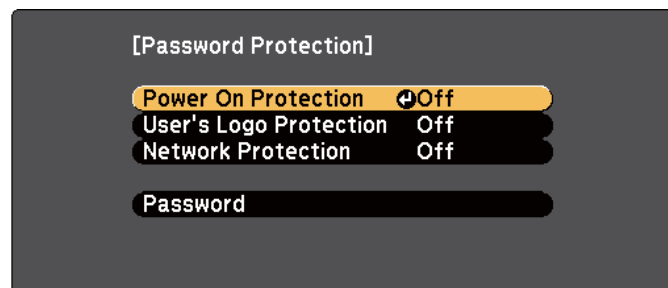 [Password Protection]
Power On Protection Off
User's Logo Protection Off
Network Protection Off
Password